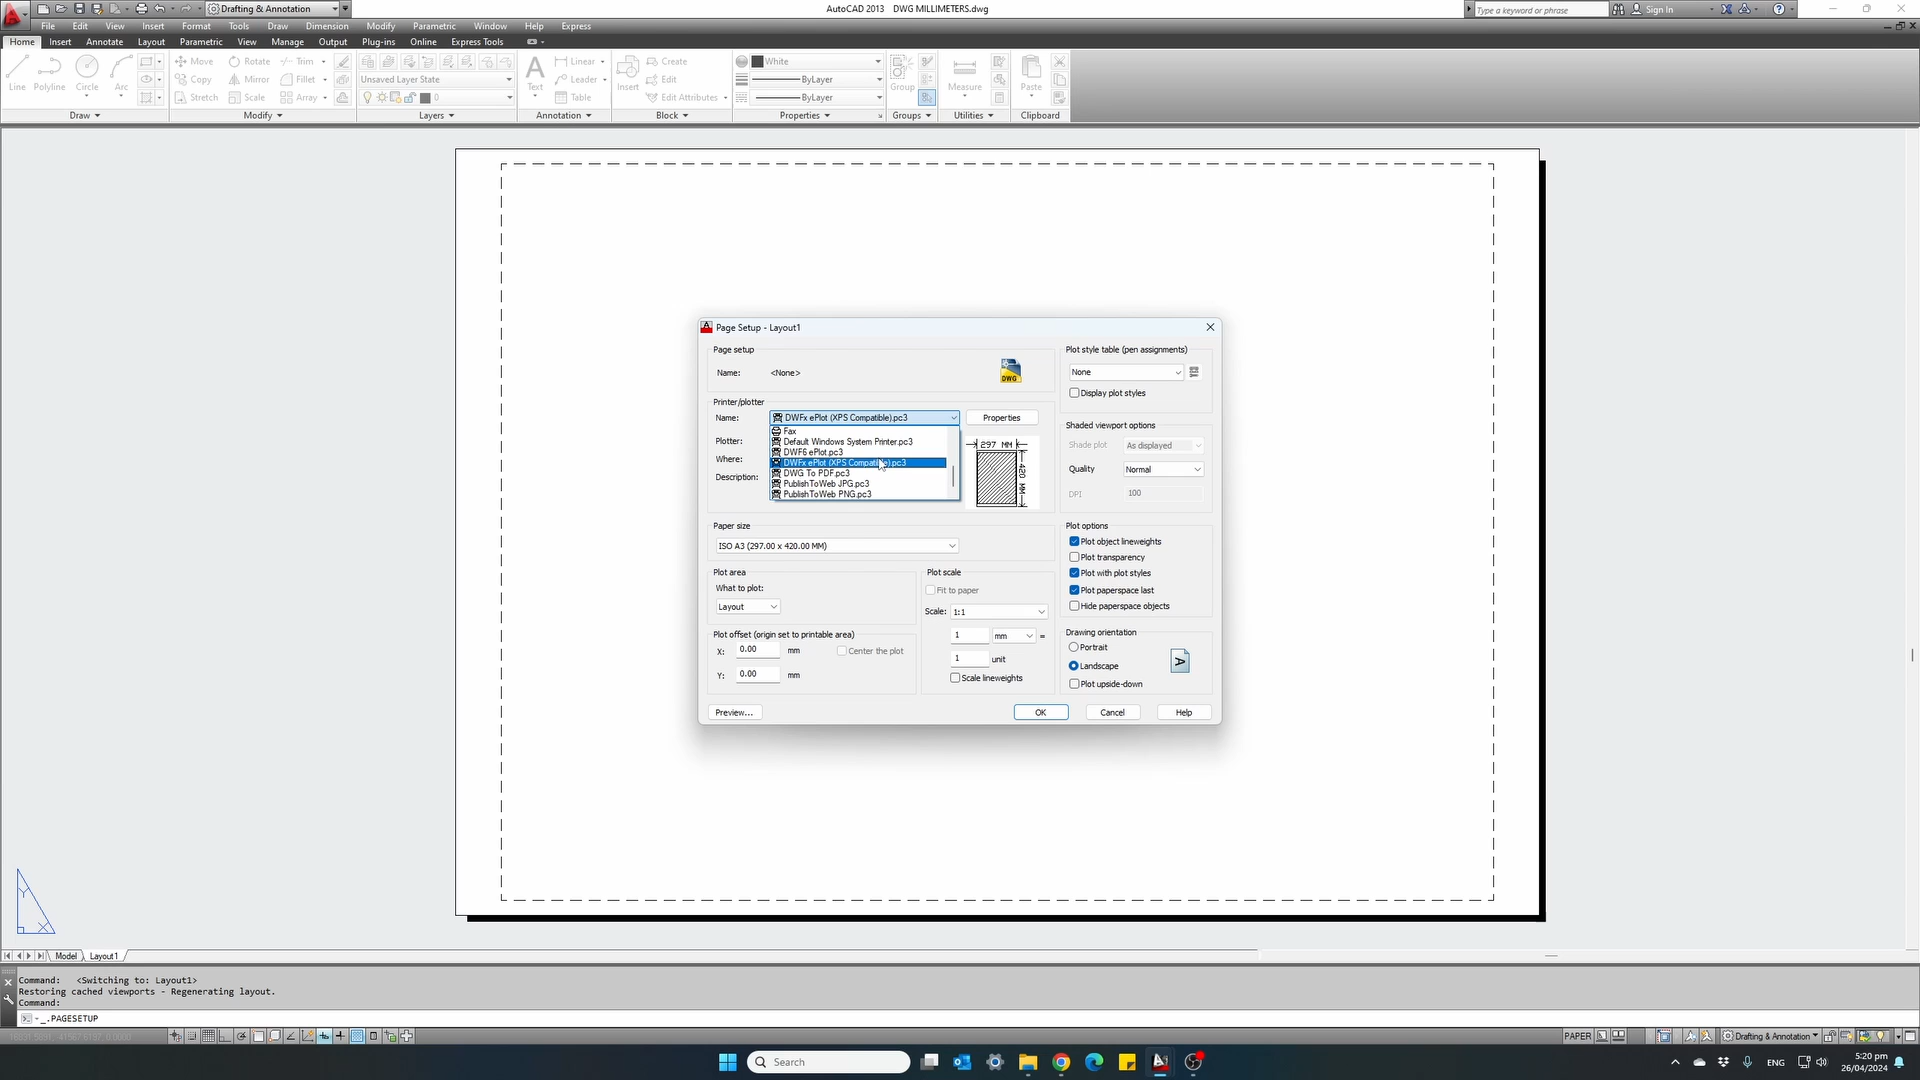 Drafting & Annotation
AutoCAD 2013 DWG MILLIMETERS.dwg
Type a keyword or phrase
Sign In
File Edit View Insert Format Tools Draw Dimension Modify Parametric Window Help Express
Home Insert Annotate Layout Parametric View Manage Output Plug-ins Online Express Tools
Line Polyline Circle Arc
Move Rotate Trim
Copy Mirror Fillet
Stretch Scale Array
Unsaved Layer State
0
Text
Linear
Leader
Table
Insert
Create
Edit
Edit Attributes
White
ByLayer
ByLayer
Group
Measure
Paste
Draw Modify Layers Annotation Block Properties Groups Utilities Clipboard
Page Setup - Layout1
Page setup
Name: <None>
DWG
Printer/plotter
Name: DWFx ePlot (XPS Compatible).pc3
Properties
Plotter:
Where:
Description:
Fax
Default Windows System Printer.pc3
DWF6 ePlot.pc3
DWFx ePlot (XPS Compatible).pc3
DWG To PDF.pc3
PublishToWeb JPG.pc3
PublishToWeb PNG.pc3
297 MM
420 MM
Paper size
ISO A3 (297.00 x 420.00 MM)
Plot area
What to plot:
Layout
Plot offset (origin set to printable area)
X: 0.00 mm
Center the plot
Y: 0.00 mm
Plot scale
Fit to paper
Scale: 1:1
1 mm =
1 unit
Scale lineweights
Plot style table (pen assignments)
None
Display plot styles
Shaded viewport options
Shade plot As displayed
Quality Normal
DPI 100
Plot options
Plot object lineweights
Plot transparency
Plot with plot styles
Plot paperspace last
Hide paperspace objects
Drawing orientation
Portrait
Landscape
A
Plot upside-down
Preview...
OK
Cancel
Help
Y
X
Model Layout1
Command: <Switching to: Layout1>
Restoring cached viewports - Regenerating layout.
Command:
_.PAGESETUP
PAPER
Drafting & Annotation
Search
ENG
5:20 pm
26/04/2024